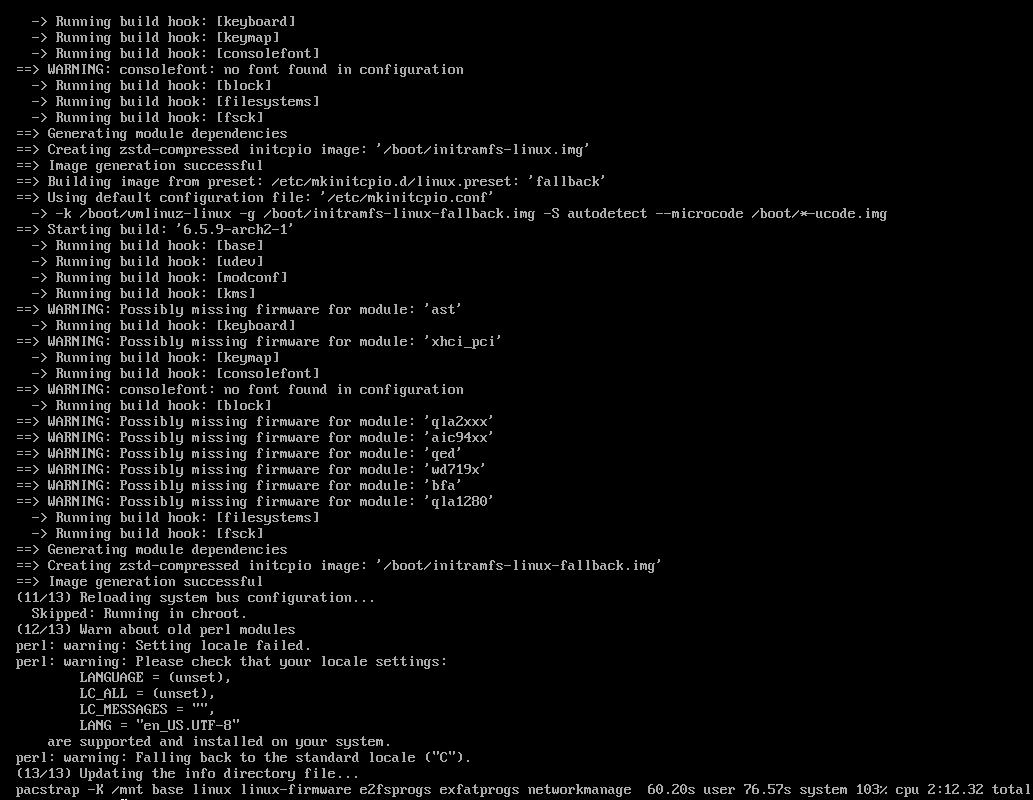 -> Running build hook: [keyboard]
  -> Running build hook: [keymap]
  -> Running build hook: [consolefont]
==> WARNING: consolefont: no font found in configuration
  -> Running build hook: [block]
  -> Running build hook: [filesystems]
  -> Running build hook: [fsck]
==> Generating module dependencies
==> Creating zstd-compressed initcpio image: '/boot/initramfs-linux.img'
==> Image generation successful
==> Building image from preset: /etc/mkinitcpio.d/linux.preset: 'fallback'
==> Using default configuration file: '/etc/mkinitcpio.conf'
  -> -k /boot/vmlinuz-linux -g /boot/initramfs-linux-fallback.img -S autodetect --microcode /boot/*-ucode.img
==> Starting build: '6.5.9-arch2-1'
  -> Running build hook: [base]
  -> Running build hook: [udev]
  -> Running build hook: [modconf]
  -> Running build hook: [kms]
==> WARNING: Possibly missing firmware for module: 'ast'
  -> Running build hook: [keyboard]
==> WARNING: Possibly missing firmware for module: 'xhci_pci'
  -> Running build hook: [keymap]
  -> Running build hook: [consolefont]
==> WARNING: consolefont: no font found in configuration
  -> Running build hook: [block]
==> WARNING: Possibly missing firmware for module: 'qla2xxx'
==> WARNING: Possibly missing firmware for module: 'aic94xx'
==> WARNING: Possibly missing firmware for module: 'qed'
==> WARNING: Possibly missing firmware for module: 'wd719x'
==> WARNING: Possibly missing firmware for module: 'bfa'
==> WARNING: Possibly missing firmware for module: 'qla1280'
  -> Running build hook: [filesystems]
  -> Running build hook: [fsck]
==> Generating module dependencies
==> Creating zstd-compressed initcpio image: '/boot/initramfs-linux-fallback.img'
==> Image generation successful
(11/13) Reloading system bus configuration...
  Skipped: Running in chroot.
(12/13) Warn about old perl modules
perl: warning: Setting locale failed.
perl: warning: Please check that your locale settings:
        LANGUAGE = (unset),
        LC_ALL = (unset),
        LC_MESSAGES = "",
        LANG = "en_US.UTF-8"
    are supported and installed on your system.
perl: warning: Falling back to the standard locale ("C").
(13/13) Updating the info directory file...
pacstrap -K /mnt base linux linux-firmware e2fsprogs exfatprogs networkmanage  60.20s user 76.57s system 103% cpu 2:12.32 total